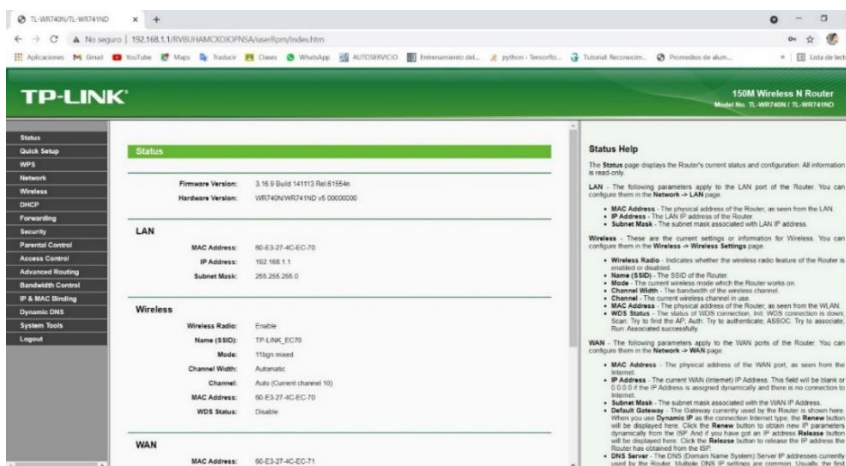 TL-WR740N/TL-WR741ND
No seguro | 192.168.1.1/RVBUHAMCXDIOPNSA/userRpm/Index.htm
Aplicaciones Gmail YouTube Maps Traducir Clases WhatsApp AUTOSERVICIO Entrenamiento del... python - Tensorflo... Tutorial: Reconocim... Promedios de alum... Lista de lect
TP-LINK
150M Wireless N Router
Model No. TL-WR740N / TL-WR741ND
Status
Quick Setup
WPS
Network
Wireless
DHCP
Forwarding
Security
Parental Control
Access Control
Advanced Routing
Bandwidth Control
IP & MAC Binding
Dynamic DNS
System Tools
Logout
Status
Firmware Version: 3.16.9 Build 141113 Rel.61554n
Hardware Version: WR740N/WR741ND v5 00000000
LAN
MAC Address: 60-E3-27-4C-EC-70
IP Address: 192.168.1.1
Subnet Mask: 255.255.255.0
Wireless
Wireless Radio: Enable
Name (SSID): TP-LINK_EC70
Mode: 11bgn mixed
Channel Width: Automatic
Channel: Auto (Current channel 10)
MAC Address: 60-E3-27-4C-EC-70
WDS Status: Disable
WAN
MAC Address: 60-E3-27-4C-EC-71
Status Help
The Status page displays the Router's current status and configuration. All information
is read-only.
LAN - The following parameters apply to the LAN port of the Router. You can
configure them in the Network -> LAN page.
• MAC Address - The physical address of the Router, as seen from the LAN.
• IP Address - The LAN IP address of the Router.
• Subnet Mask - The subnet mask associated with LAN IP address.
Wireless - These are the current settings or information for Wireless. You can
configure them in the Wireless -> Wireless Settings page.
• Wireless Radio - Indicates whether the wireless radio feature of the Router is
enabled or disabled.
• Name (SSID) - The SSID of the Router.
• Mode - The current wireless mode which the Router works on.
• Channel Width - The bandwidth of the wireless channel.
• Channel - The current wireless channel in use.
• MAC Address - The physical address of the Router, as seen from the WLAN.
• WDS Status - The status of WDS connection, Init: WDS connection is down;
Scan: Try to find the AP; Auth: Try to authenticate; ASSOC: Try to associate;
Run: Associated successfully.
WAN - The following parameters apply to the WAN ports of the Router. You can
configure them in the Network -> WAN page.
• MAC Address - The physical address of the WAN port, as seen from the
Internet.
• IP Address - The current WAN (Internet) IP Address. This field will be blank or
0.0.0.0 if the IP Address is assigned dynamically and there is no connection to
Internet.
• Subnet Mask - The subnet mask associated with the WAN IP Address.
• Default Gateway - The Gateway currently used by the Router is shown here.
When you use Dynamic IP as the connection Internet type, the Renew button
will be displayed here. Click the Renew button to obtain new IP parameters
dynamically from the ISP. And if you have got an IP address Release button
will be displayed here. Click the Release button to release the IP address the
Router has obtained from the ISP.
• DNS Server - The DNS (Domain Name System) Server IP addresses currently
used by the Router. Multiple DNS IP settings are common. Usually, the first